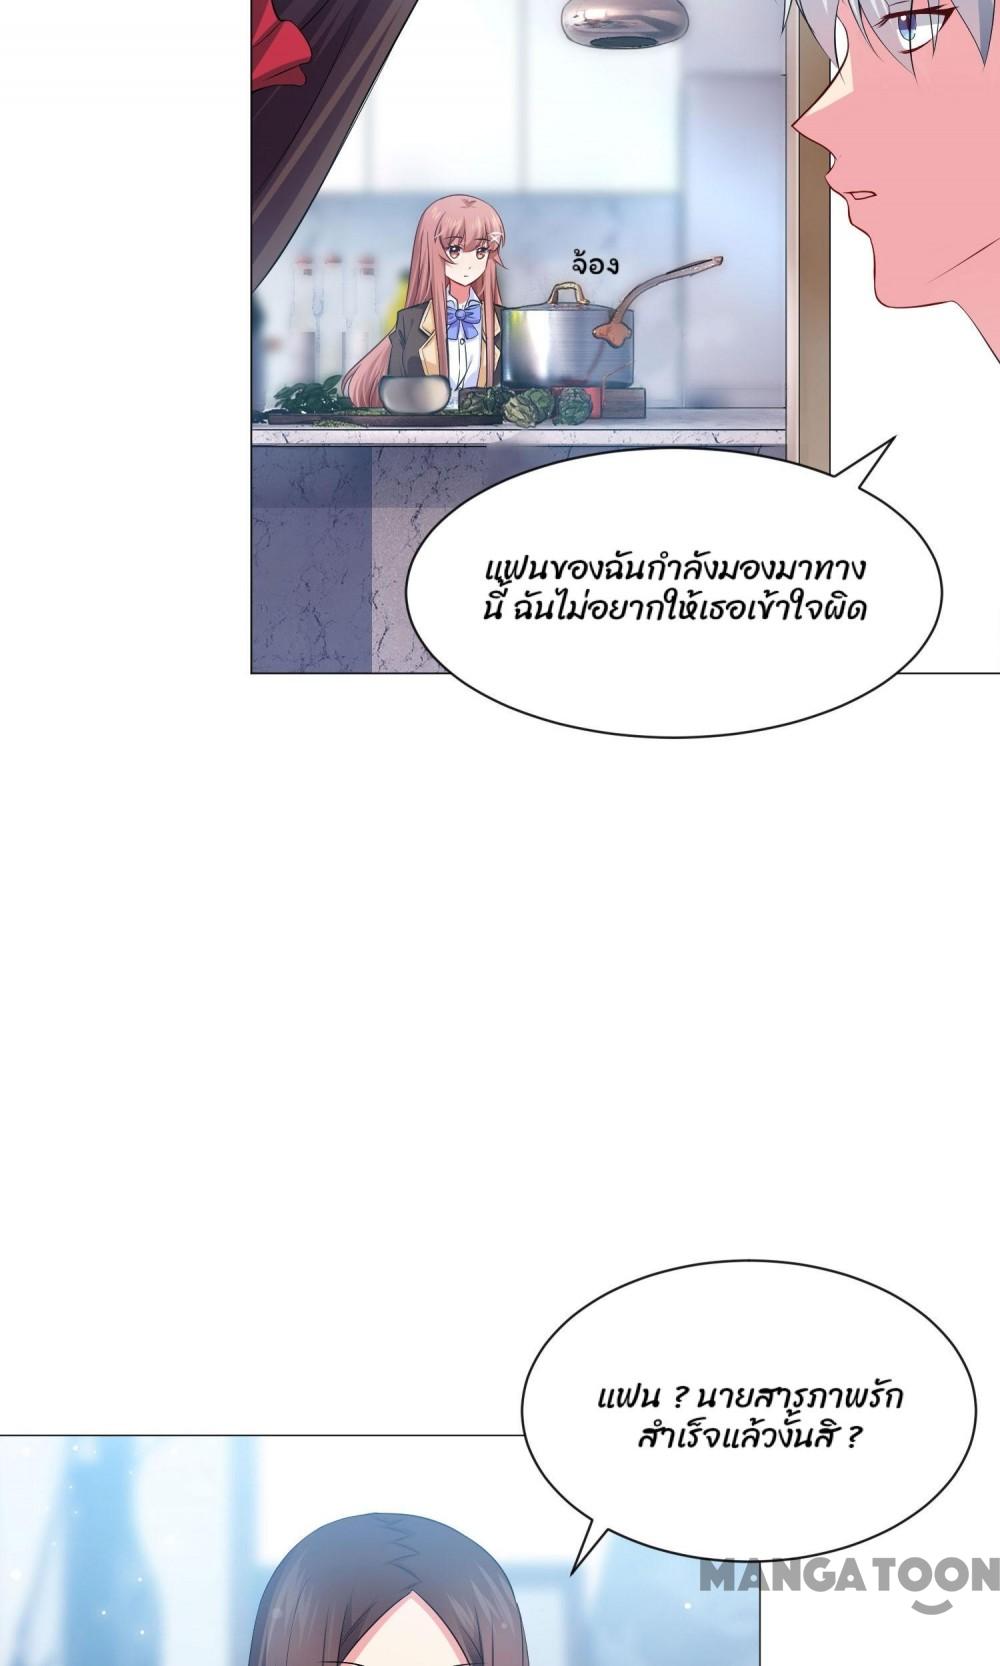 จ้อง
แฟนของฉันกำลังมองมาทาง
นี้ ฉันไม่อยากให้เธอเข้าใจผิด
แฟน ? นายสารภาพรัก
สำเร็จแล้วงั้นสิ ?
MANGATOON